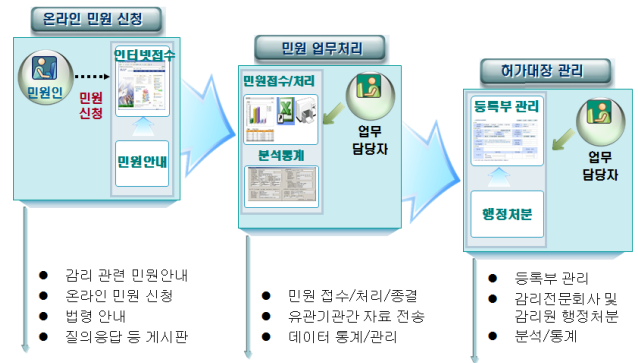 온라인 민원 신청
민원인
민원
신청
인터넷접수
민원안내
감리 관련 민원안내
온라인 민원 신청
법령 안내
질의응답 등 게시판
민원 업무처리
민원접수/처리
분석통계
업무
담당자
민원 접수/처리/종결
유관기관간 자료 전송
데이터 통계/관리
허가대장 관리
등록부 관리
행정처분
업무
담당자
등록부 관리
감리전문회사 및
감리원 행정처분
분석/통계